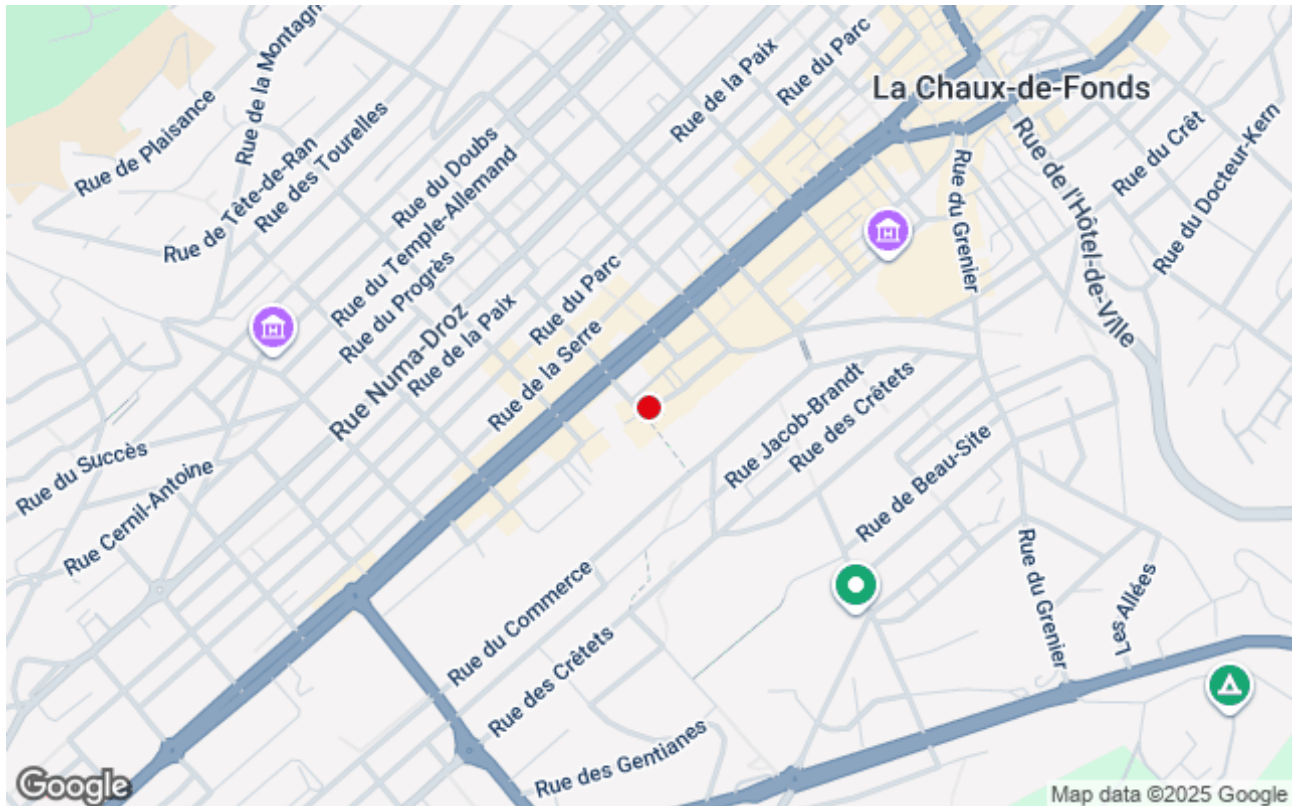 Rue de la Montagn
Rue de la Paix
Rue du Parc
La Chaux-de-Fonds
Rue de Plaisance
Rue de Tête-de-Ran
Rue des Tourelles
Rue du Doubs
Rue du Temple-Allemand
Rue du Progrès
Rue Numa-Droz
Rue de la Paix
Rue du Parc
Rue de la Serre
Rue du Grenier
Rue de l'Hôtel-de-Ville
Rue du Crêt
Rue du Docteur-Kern
Rue du Succès
Rue Cernil-Antoine
Rue Jacob-Brandt
Rue des Crêtets
Rue de Beau-Site
Rue du Commerce
Rue des Crêtets
Rue du Grenier
Les Allées
Rue des Gentianes
Google
Map data ©2025 Google